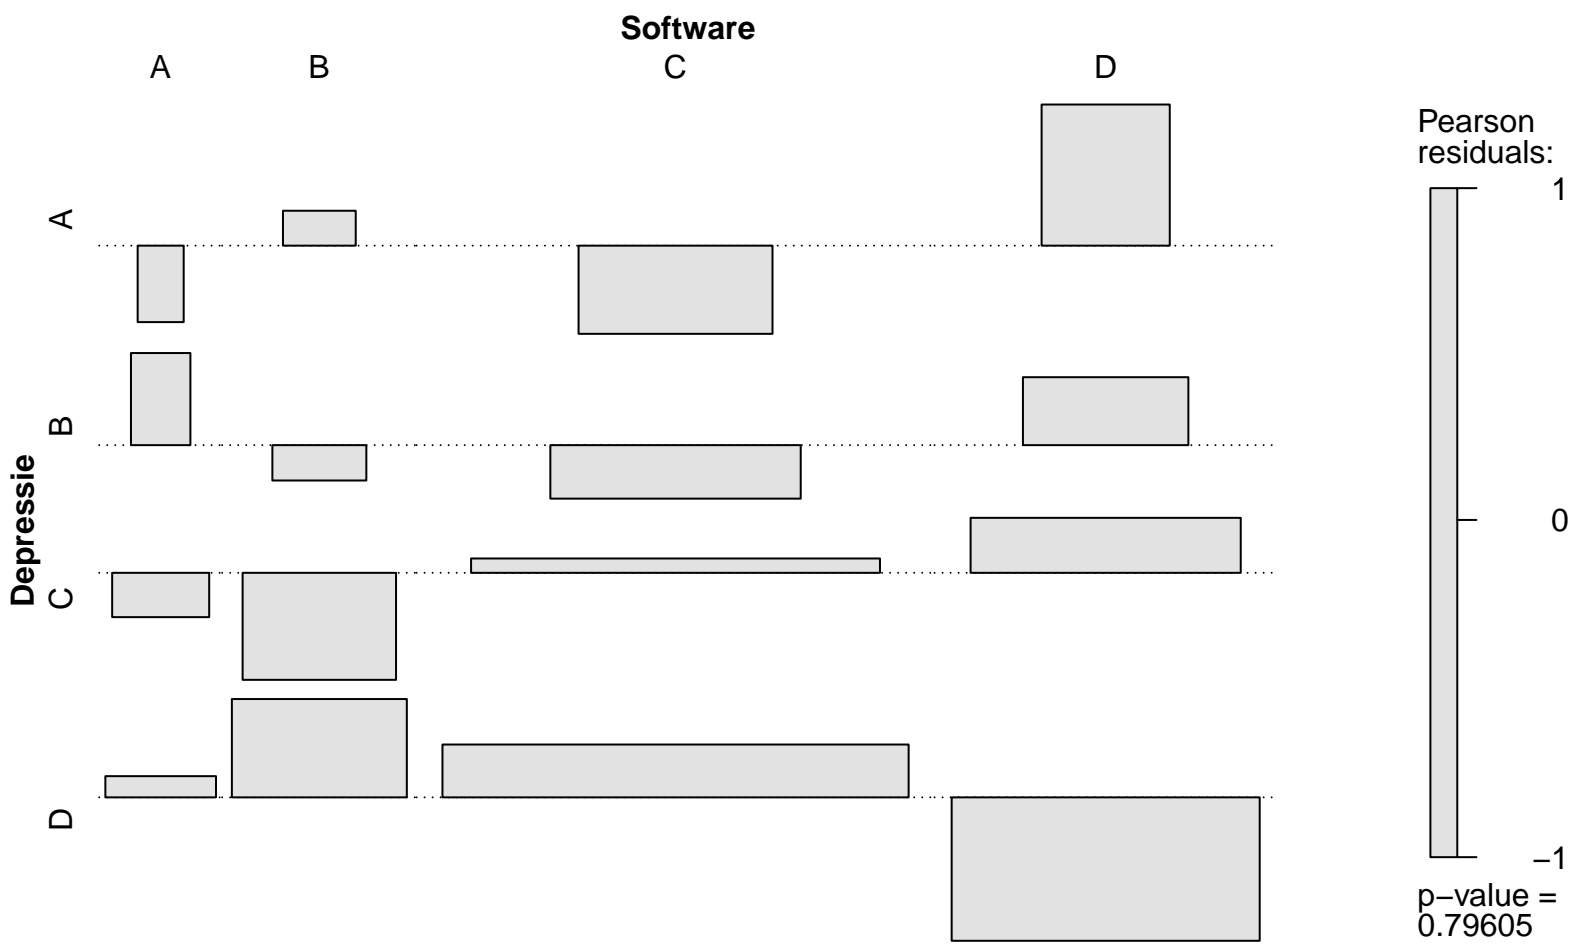 Software
A B C D
Depressie
A
B
C
D
Pearson
residuals:
1
0
−1
p−value =
0.79605